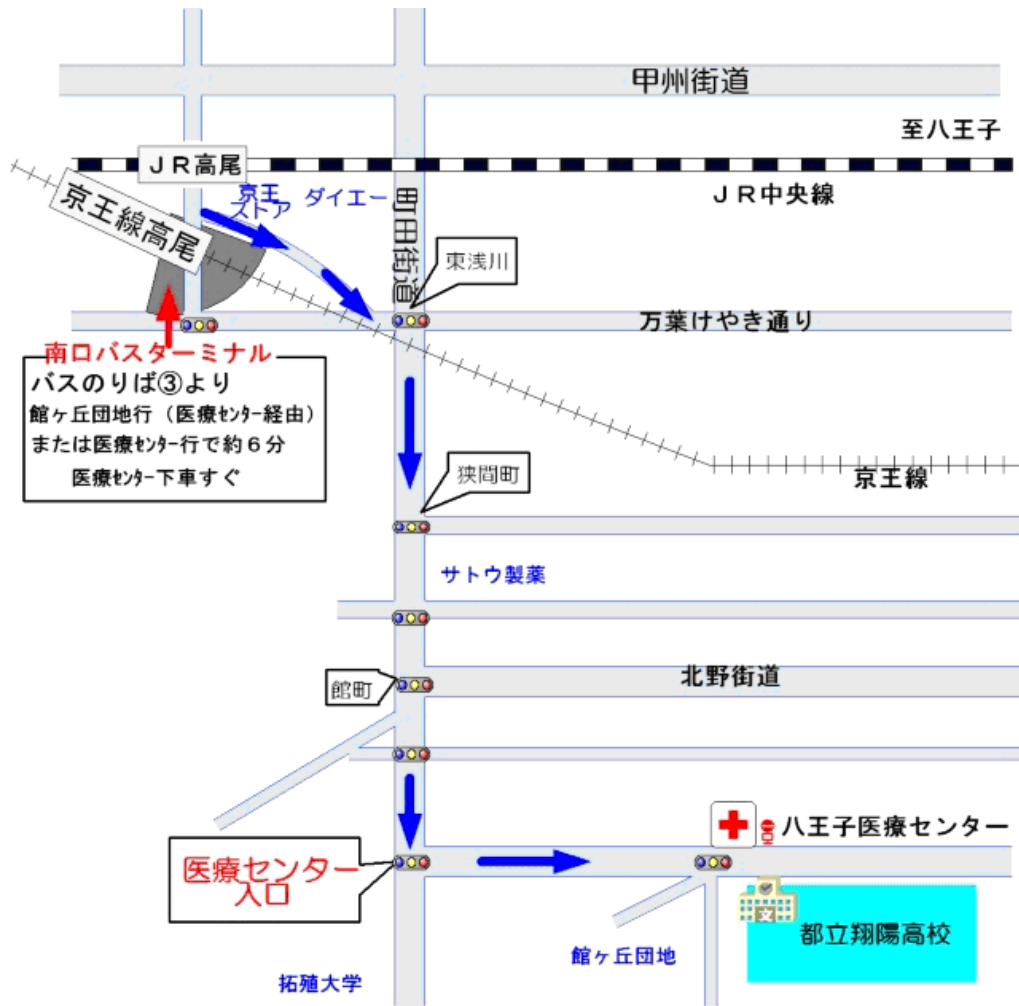 甲州街道
至八王子
ＪＲ高尾
ＪＲ中央線
京王線高尾
京王
ストア
ダイエー
町田街道
東浅川
万葉けやき通り
南口バスターミナル
バスのりば③より
館ヶ丘団地行（医療ｾﾝﾀｰ経由）
または医療ｾﾝﾀｰ行で約６分
医療ｾﾝﾀｰ下車すぐ
狭間町
京王線
サトウ製薬
館町
北野街道
八王子医療センター
医療センター
入口
文
都立翔陽高校
館ヶ丘団地
拓殖大学